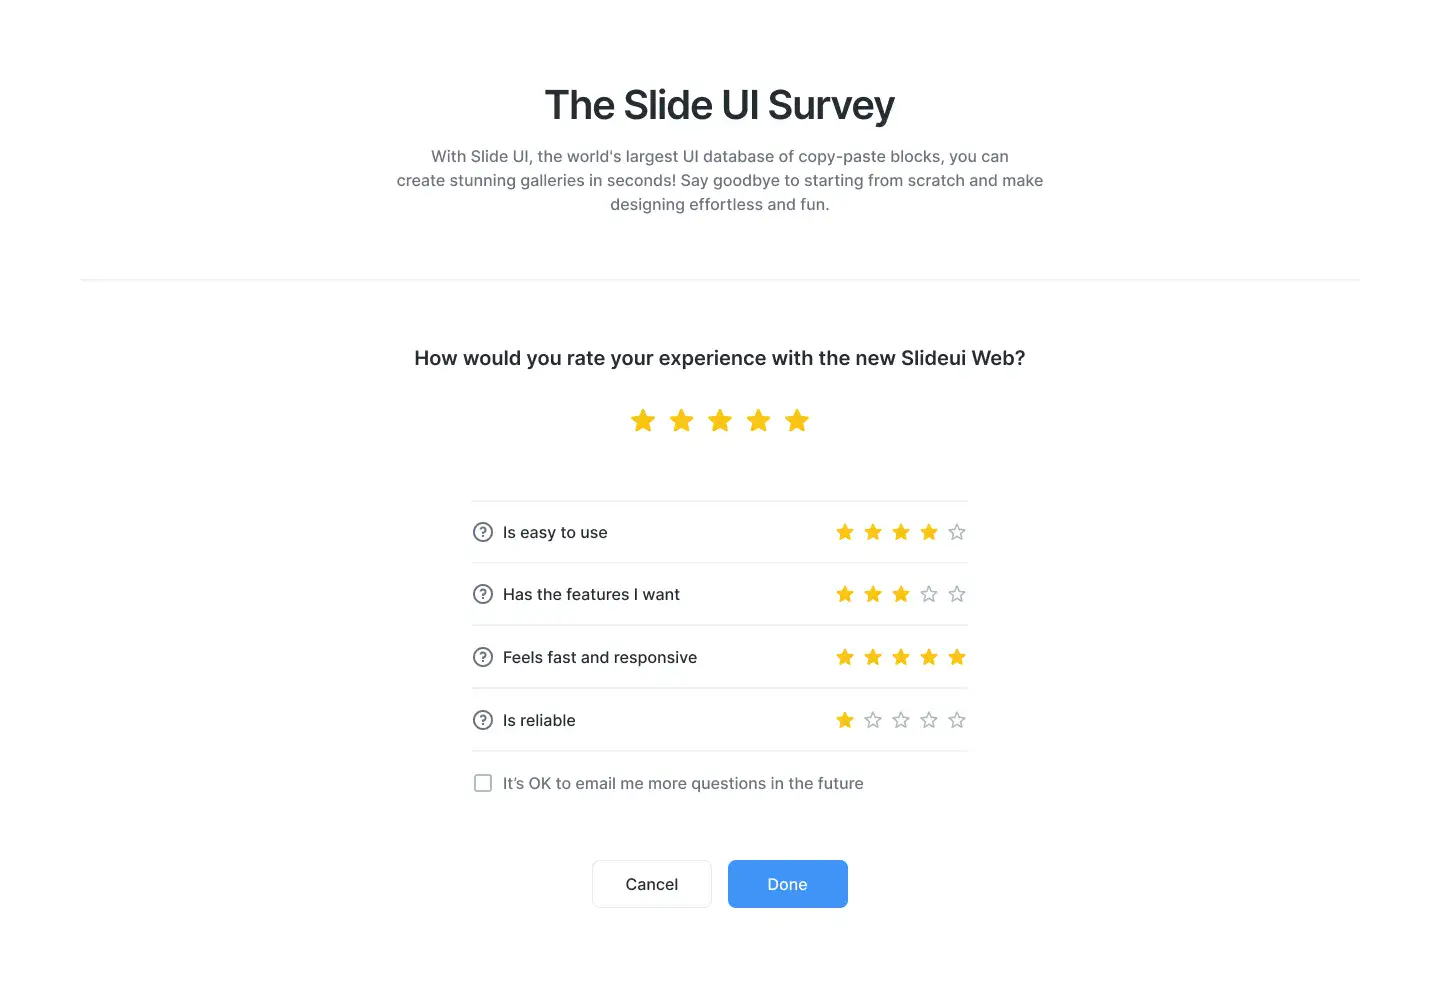 The Slide UI Survey
With Slide UI, the world's largest UI database of copy-paste blocks, you can
create stunning galleries in seconds! Say goodbye to starting from scratch and make
designing effortless and fun.
How would you rate your experience with the new Slideui Web?
Is easy to use
Has the features I want
Feels fast and responsive
Is reliable
It’s OK to email me more questions in the future
Cancel
Done